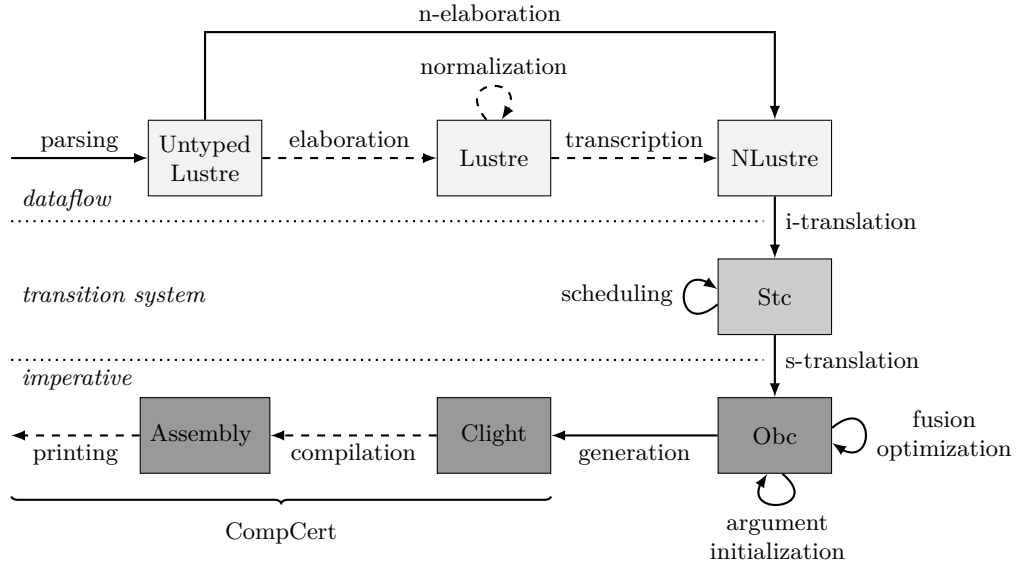 n-elaboration
normalization
parsing
Untyped
Lustre
elaboration
Lustre
transcription
NLustre
dataflow
i-translation
transition system
scheduling
Stc
s-translation
imperative
printing
Assembly
compilation
Clight
generation
Obc
fusion
optimization
CompCert
argument
initialization